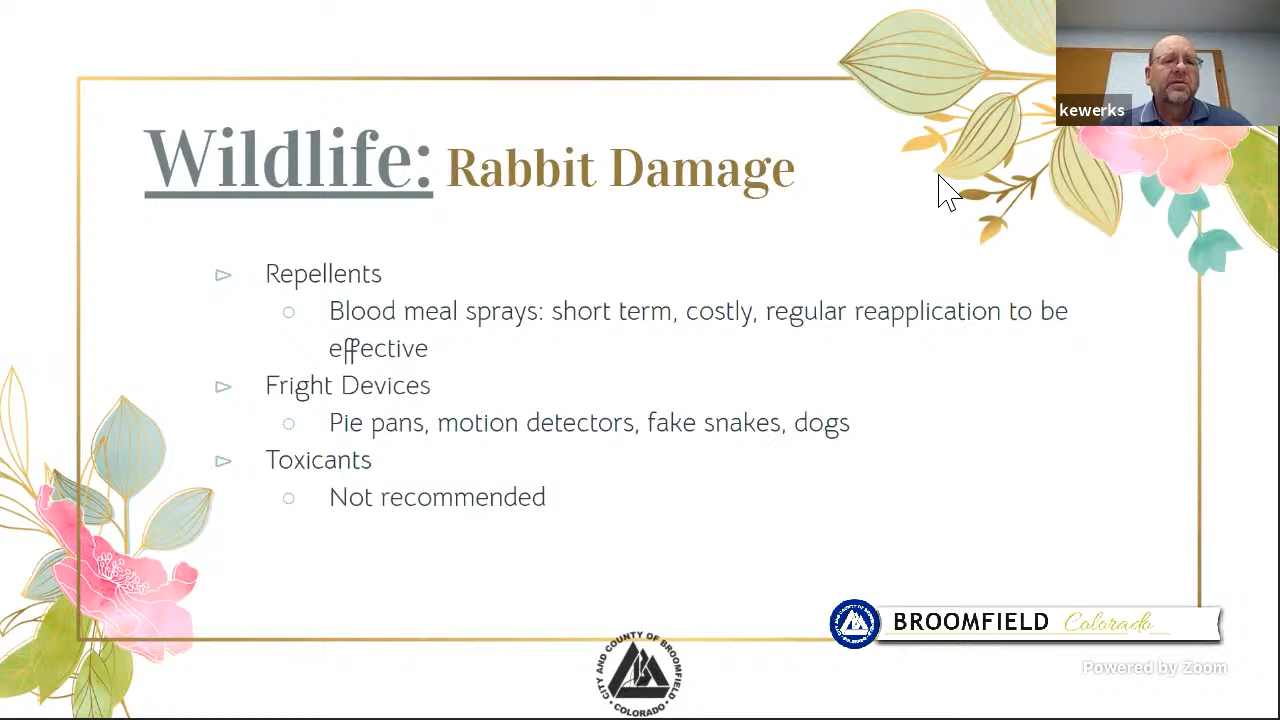 kewerks
Wildlife: Rabbit Damage
Repellents
Blood meal sprays: short term, costly, regular reapplication to be
effective
Fright Devices
Pie pans, motion detectors, fake snakes, dogs
Toxicants
Not recommended
BROOMFIELD Colorado
CITY AND COUNTY OF BROOMFIELD
• COLORADO •
Powered by Zoom